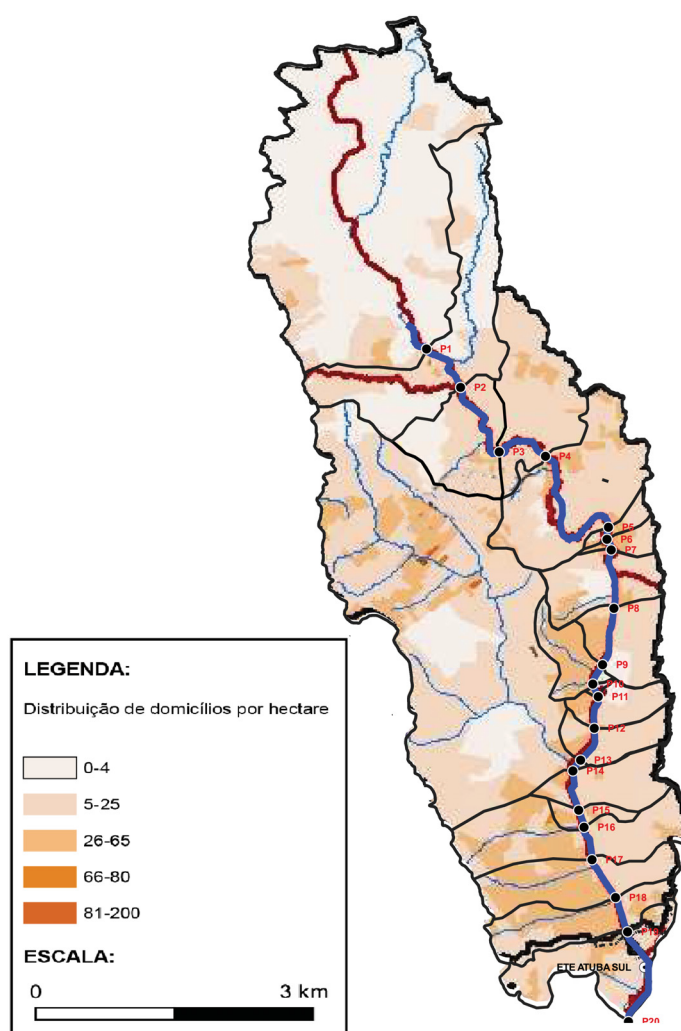 P1
P2
P3
P4
P5
P6
P7
P8
P9
P10
P11
P12
P13
P14
P15
P16
P17
P18
P19
ETE ATUBA SUL
P20
LEGENDA:
Distribuição de domicílios por hectare
0-4
5-25
26-65
66-80
81-200
ESCALA:
0 3 km